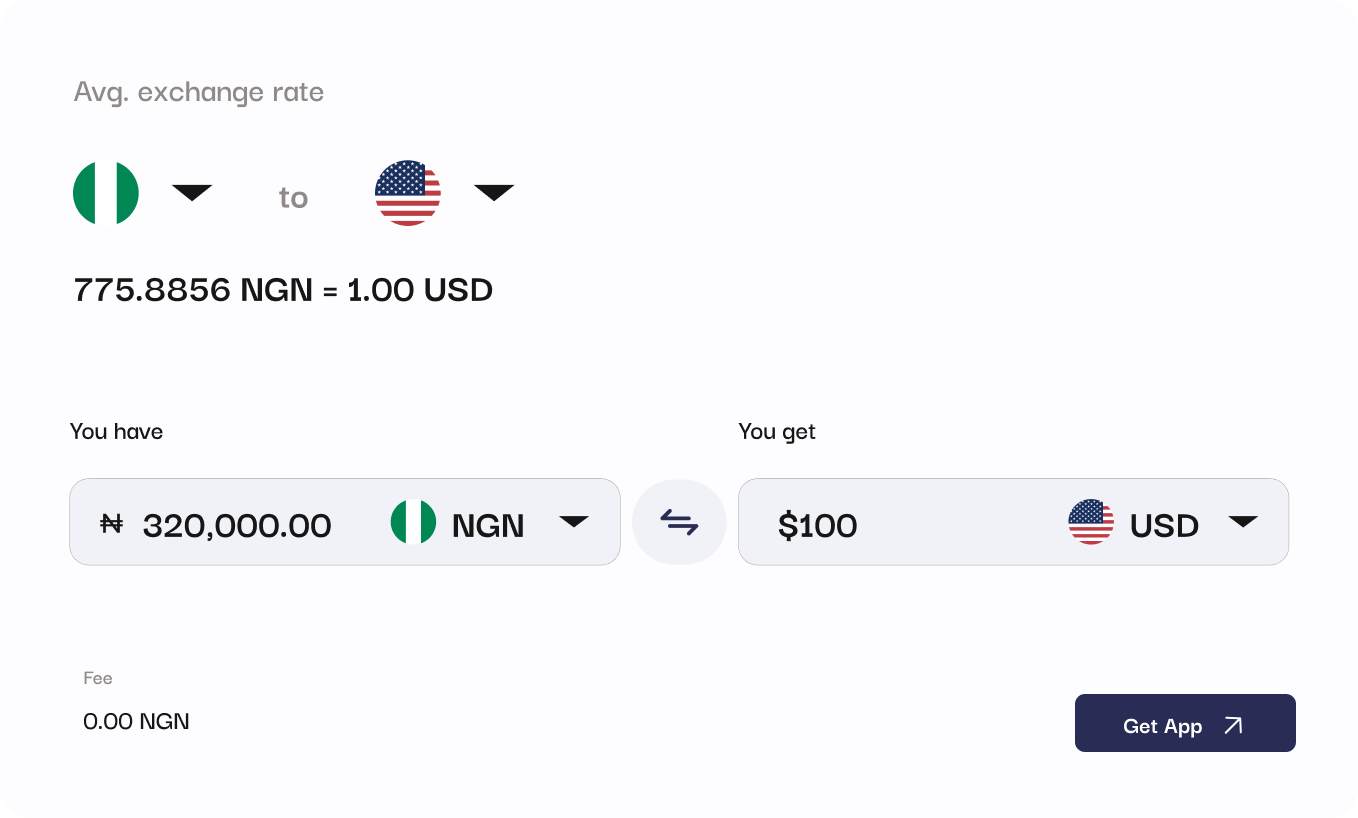 Avg. exchange rate
to
775.8856 NGN = 1.00 USD
You have
You get
₦ 320,000.00 NGN
$100 USD
Fee
0.00 NGN
Get App